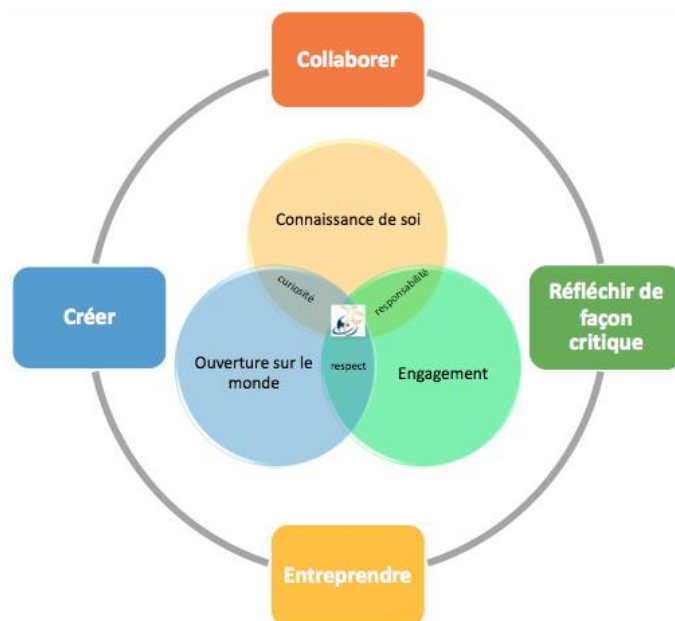 Collaborer
Connaissance de soi
curiosité
responsabilité
Créer
Réfléchir de
façon
critique
Ouverture sur le
monde
respect
Engagement
Entreprendre